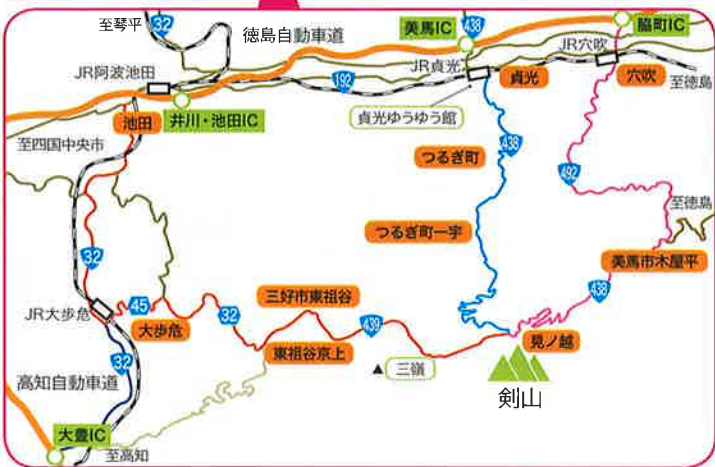 至琴平
32
徳島自動車道
美馬IC
438
脇町IC
JR阿波池田
JR貞光
JR穴吹
192
貞光
穴吹
至徳島
池田
井川・池田IC
貞光ゆうゆう館
至四国中央市
つるぎ町
438
492
つるぎ町一宇
至徳島
32
美馬市木屋平
438
三好市東祖谷
45
32
JR大歩危
大歩危
439
見ノ越
東祖谷京上
32
▲三嶺
高知自動車道
剣山
大豊IC
至高知